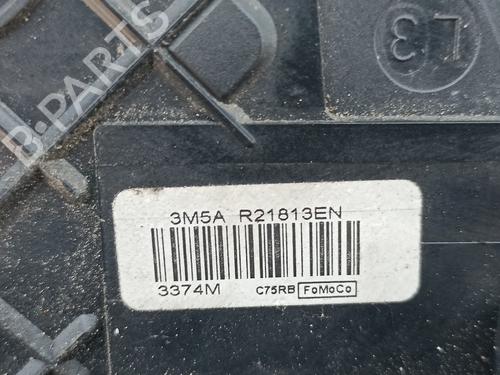 B-PARTS
L3
3M5A R21813EN
3374M C75RB FoMoCo